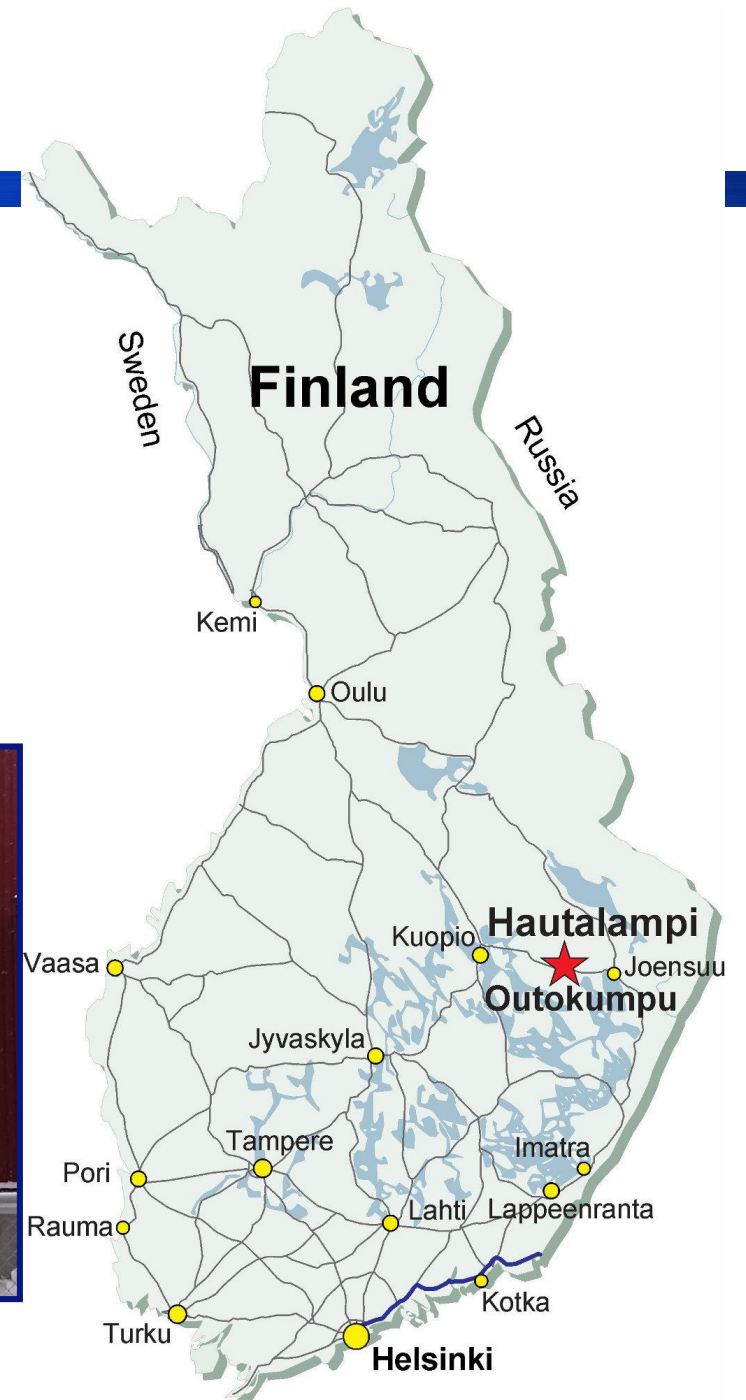 Finland
Sweden
Russia
Kemi
Oulu
Hautalampi
Kuopio
Vaasa
Joensuu
Outokumpu
Jyvaskyla
Tampere
Imatra
Pori
Lahti
Lappeenranta
Rauma
Kotka
Turku
Helsinki